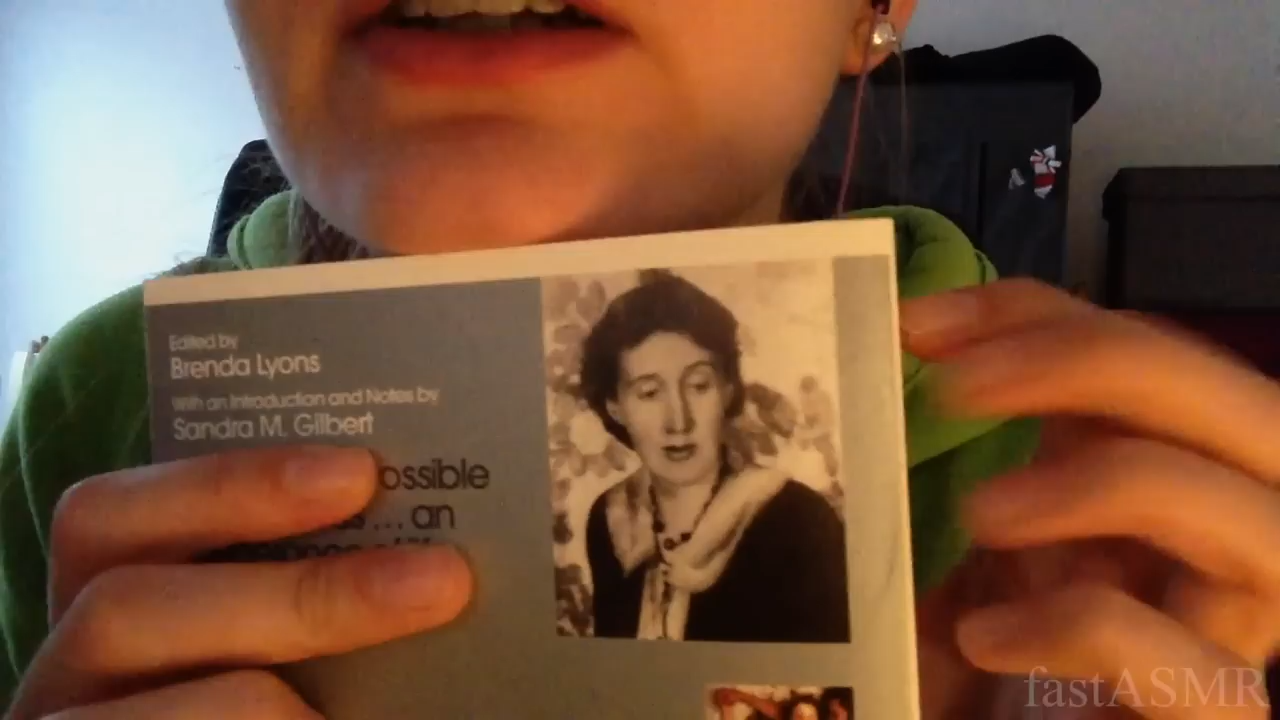 Edited by
Brenda Lyons
With an Introduction and Notes by
Sandra M. Gilbert
ossible
... an
fastASMR